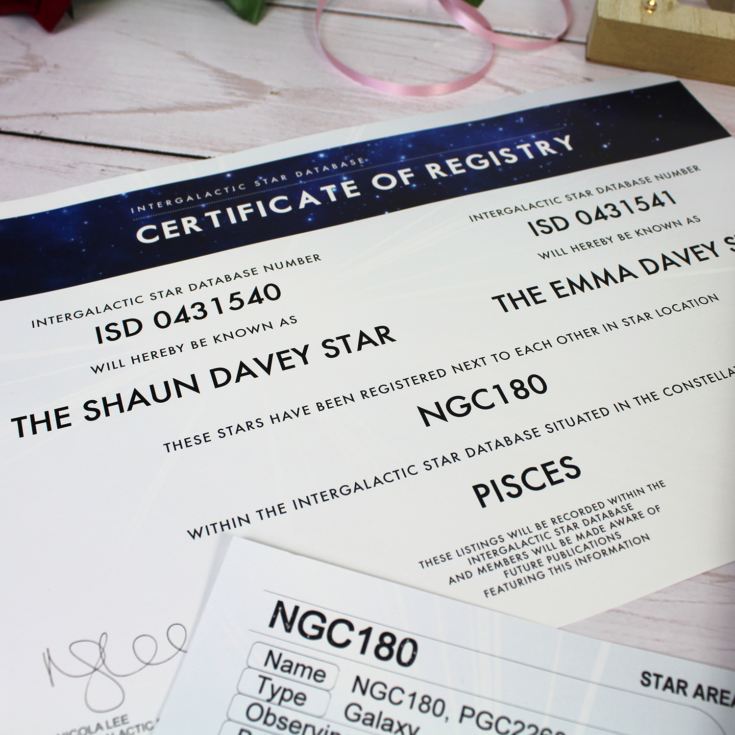 INTERGALACTIC STAR DATABASE
CERTIFICATE OF REGISTRY
INTERGALACTIC STAR DATABASE NUMBER
ISD 0431540
WILL HEREBY BE KNOWN AS
THE SHAUN DAVEY STAR
INTERGALACTIC STAR DATABASE NUMBER
ISD 0431541
WILL HEREBY BE KNOWN AS
THE EMMA DAVEY S
THESE STARS HAVE BEEN REGISTERED NEXT TO EACH OTHER IN STAR LOCATION
NGC180
WITHIN THE INTERGALACTIC STAR DATABASE SITUATED IN THE CONSTELLAT
PISCES
THESE LISTINGS WILL BE RECORDED WITHIN THE
INTERGALACTIC STAR DATABASE
AND MEMBERS WILL BE MADE AWARE OF
FUTURE PUBLICATIONS
FEATURING THIS INFORMATION
NICOLA LEE
NGC180
STAR AREA
Name NGC180,
Type Galaxy
Observin